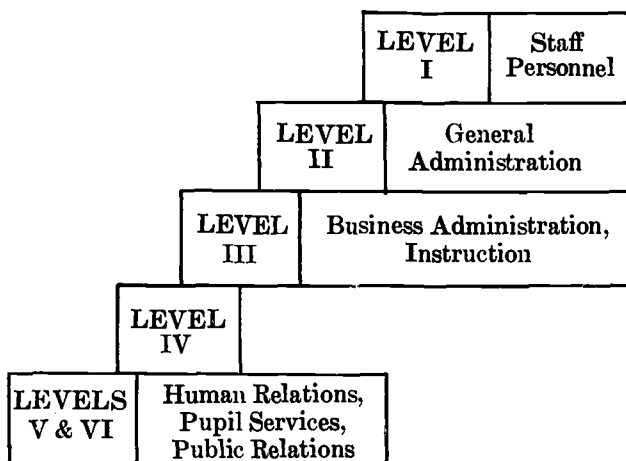 LEVEL
I
Staff
Personnel
LEVEL
II
General
Administration
LEVEL
III
Business Administration,
Instruction
LEVEL
IV
LEVELS
V & VI
Human Relations,
Pupil Services,
Public Relations